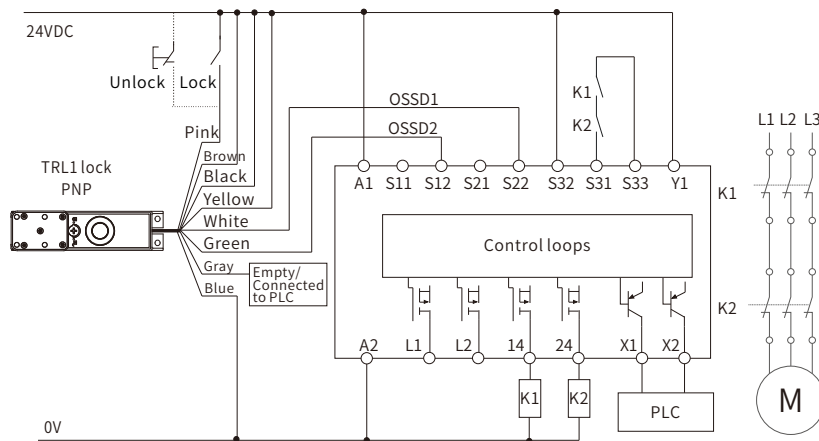 24VDC
Unlock
Lock
OSSD1
OSSD2
K1
K2
L1 L2 L3
Pink
Brown
Black
Yellow
White
Green
Gray
Blue
TRL1 lock
PNP
Empty/
Connected
to PLC
A1 S11 S12 S21 S22 S32 S31 S33 Y1
K1
Control loops
K2
A2 L1 L2 14 24 X1 X2
K1
K2
PLC
M
0V